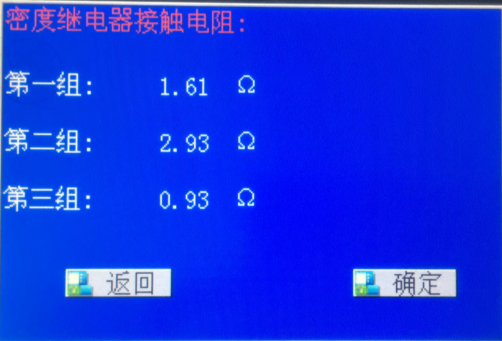 密度继电器接触电阻:
第一组: 1.61 Ω
第二组: 2.93 Ω
第三组: 0.93 Ω
返回 确定